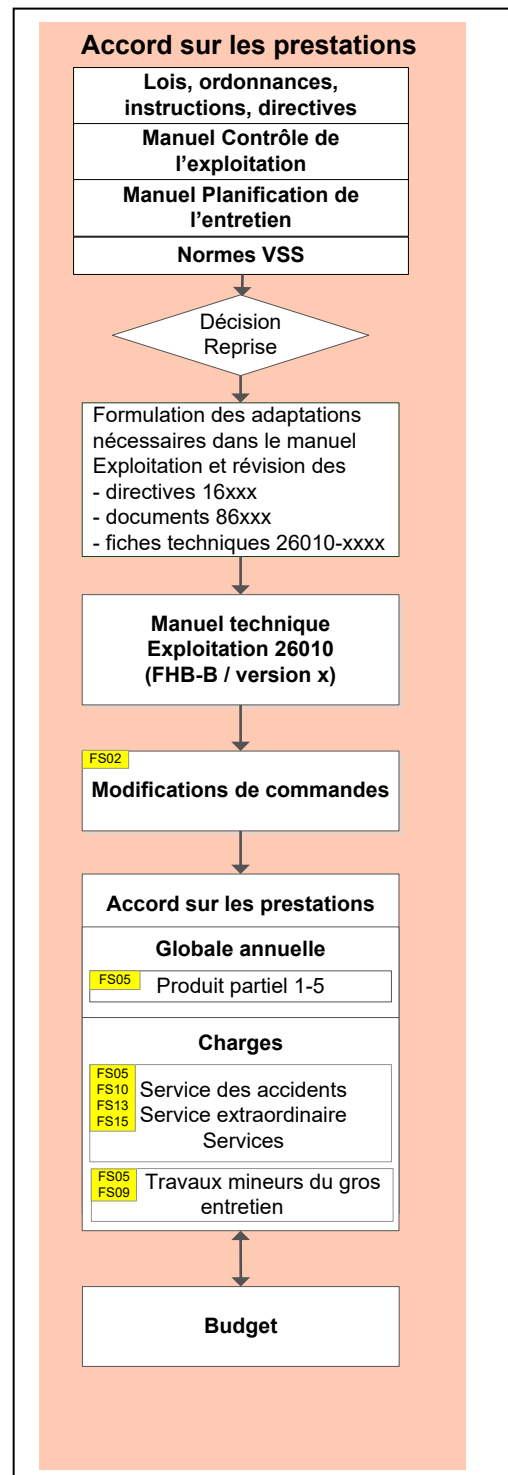 Accord sur les prestations
Lois, ordonnances,
instructions, directives
Manuel Contrôle de
l’exploitation
Manuel Planification de
l’entretien
Normes VSS
Décision
Reprise
Formulation des adaptations
nécessaires dans le manuel
Exploitation et révision des
- directives 16xxx
- documents 86xxx
- fiches techniques 26010-xxxx
Manuel technique
Exploitation 26010
(FHB-B / version x)
FS02
Modifications de commandes
Accord sur les prestations
Globale annuelle
FS05
Produit partiel 1-5
Charges
FS05
FS10
FS13
FS15
Service des accidents
Service extraordinaire
Services
FS05
FS09
Travaux mineurs du gros
entretien
Budget